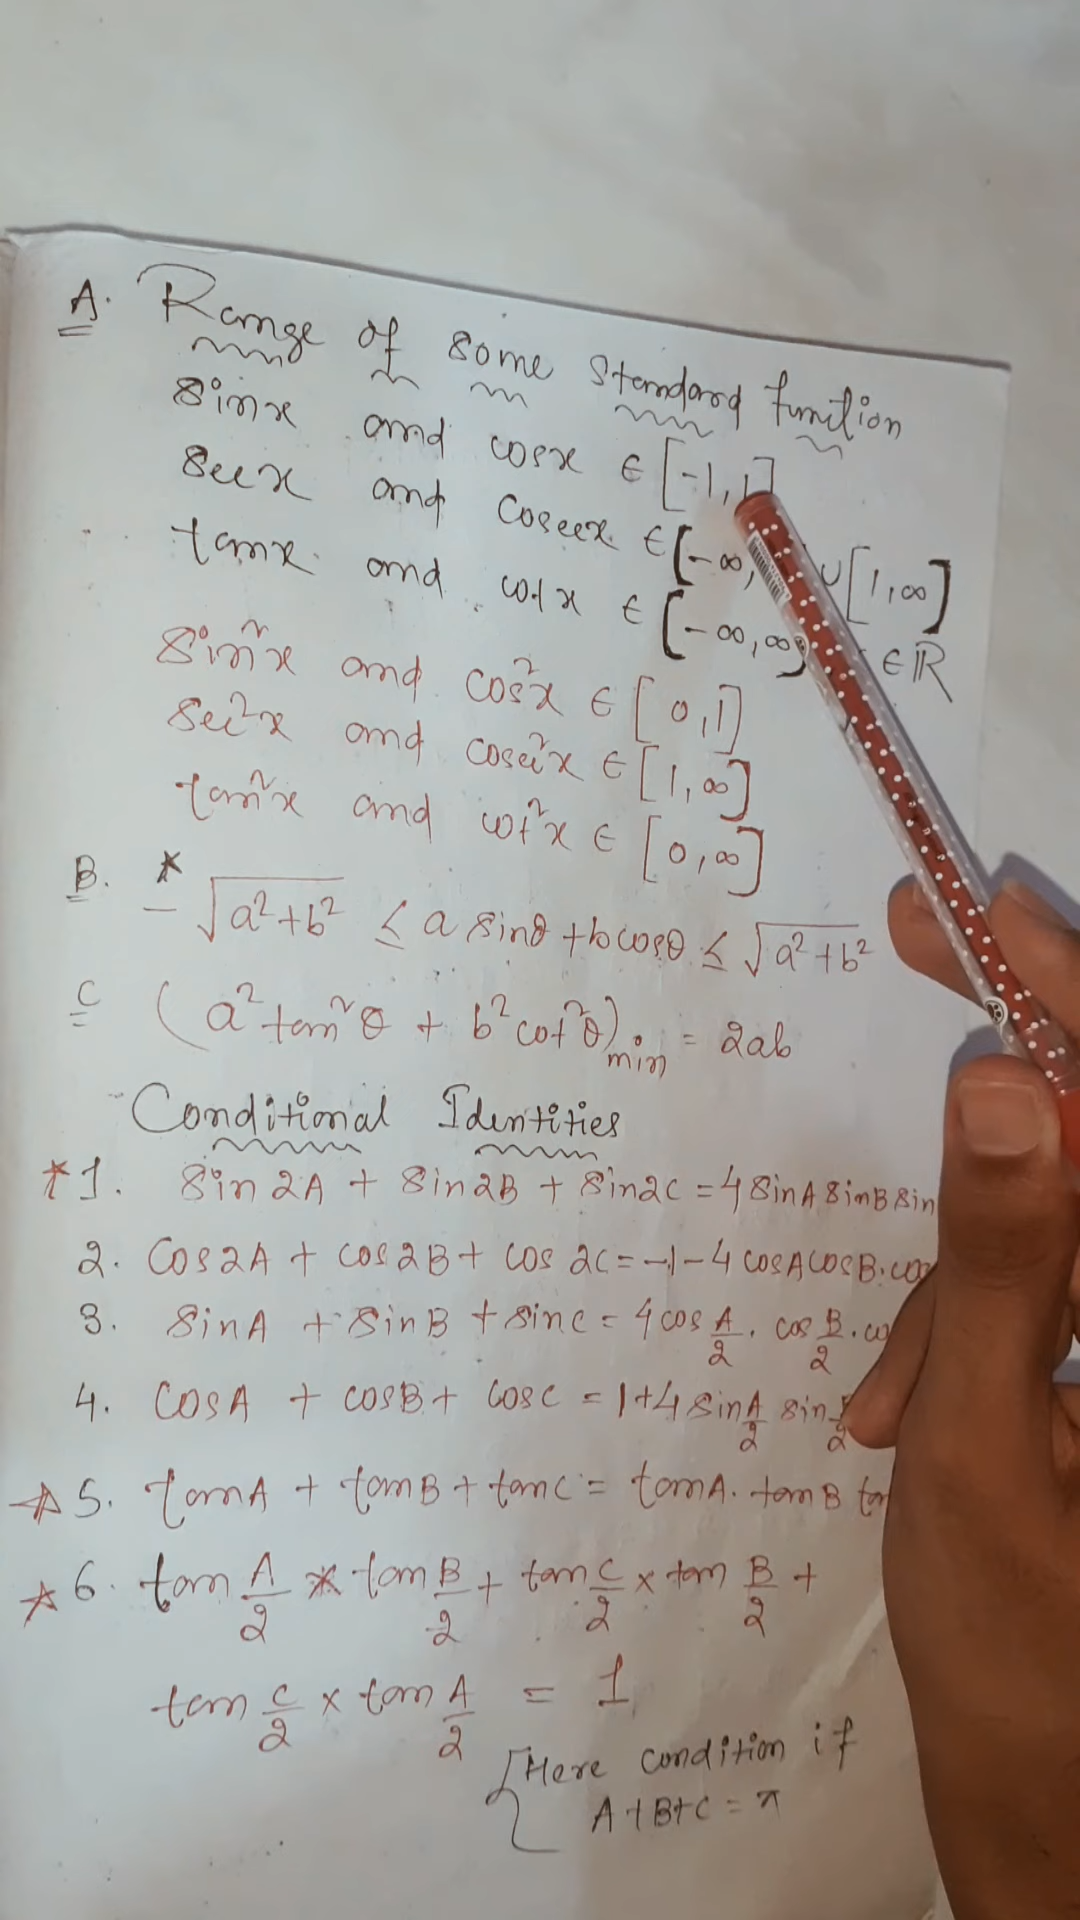 A. Range of some standard function
sinx and cosx ∈ [-1, 1]
secx and cosecx ∈ [-∞, ∪ [1, ∞]
tanx and cotx ∈ [-∞, ∞) ∈ R
sin²x and cos²x ∈ [0, 1]
sec²x and cosec²x ∈ [1, ∞]
tan²x and cot²x ∈ [0, ∞]
B. * -√a²+b² ≤ a sinθ + b cosθ ≤ √a²+b²
C (a² tan²θ + b² cot²θ)min = 2ab
Conditional Identities
*1. sin2A + sin2B + sin2C = 4 sinA sinB sin
2. Cos2A + cos2B + cos 2C = -1 - 4 cosA cosB.
3. sinA + sinB + sinC = 4 cos A/2 . cos B/2 .
4. cosA + cosB + cosC = 1+4 sin A/2 sin
*5. tanA + tanB + tanC = tanA. tanB
*6. tan A/2 * tan B/2 + tan C/2 × tan B/2 +
tan C/2 × tan A/2 = 1
[Here condition if
A+B+C = π